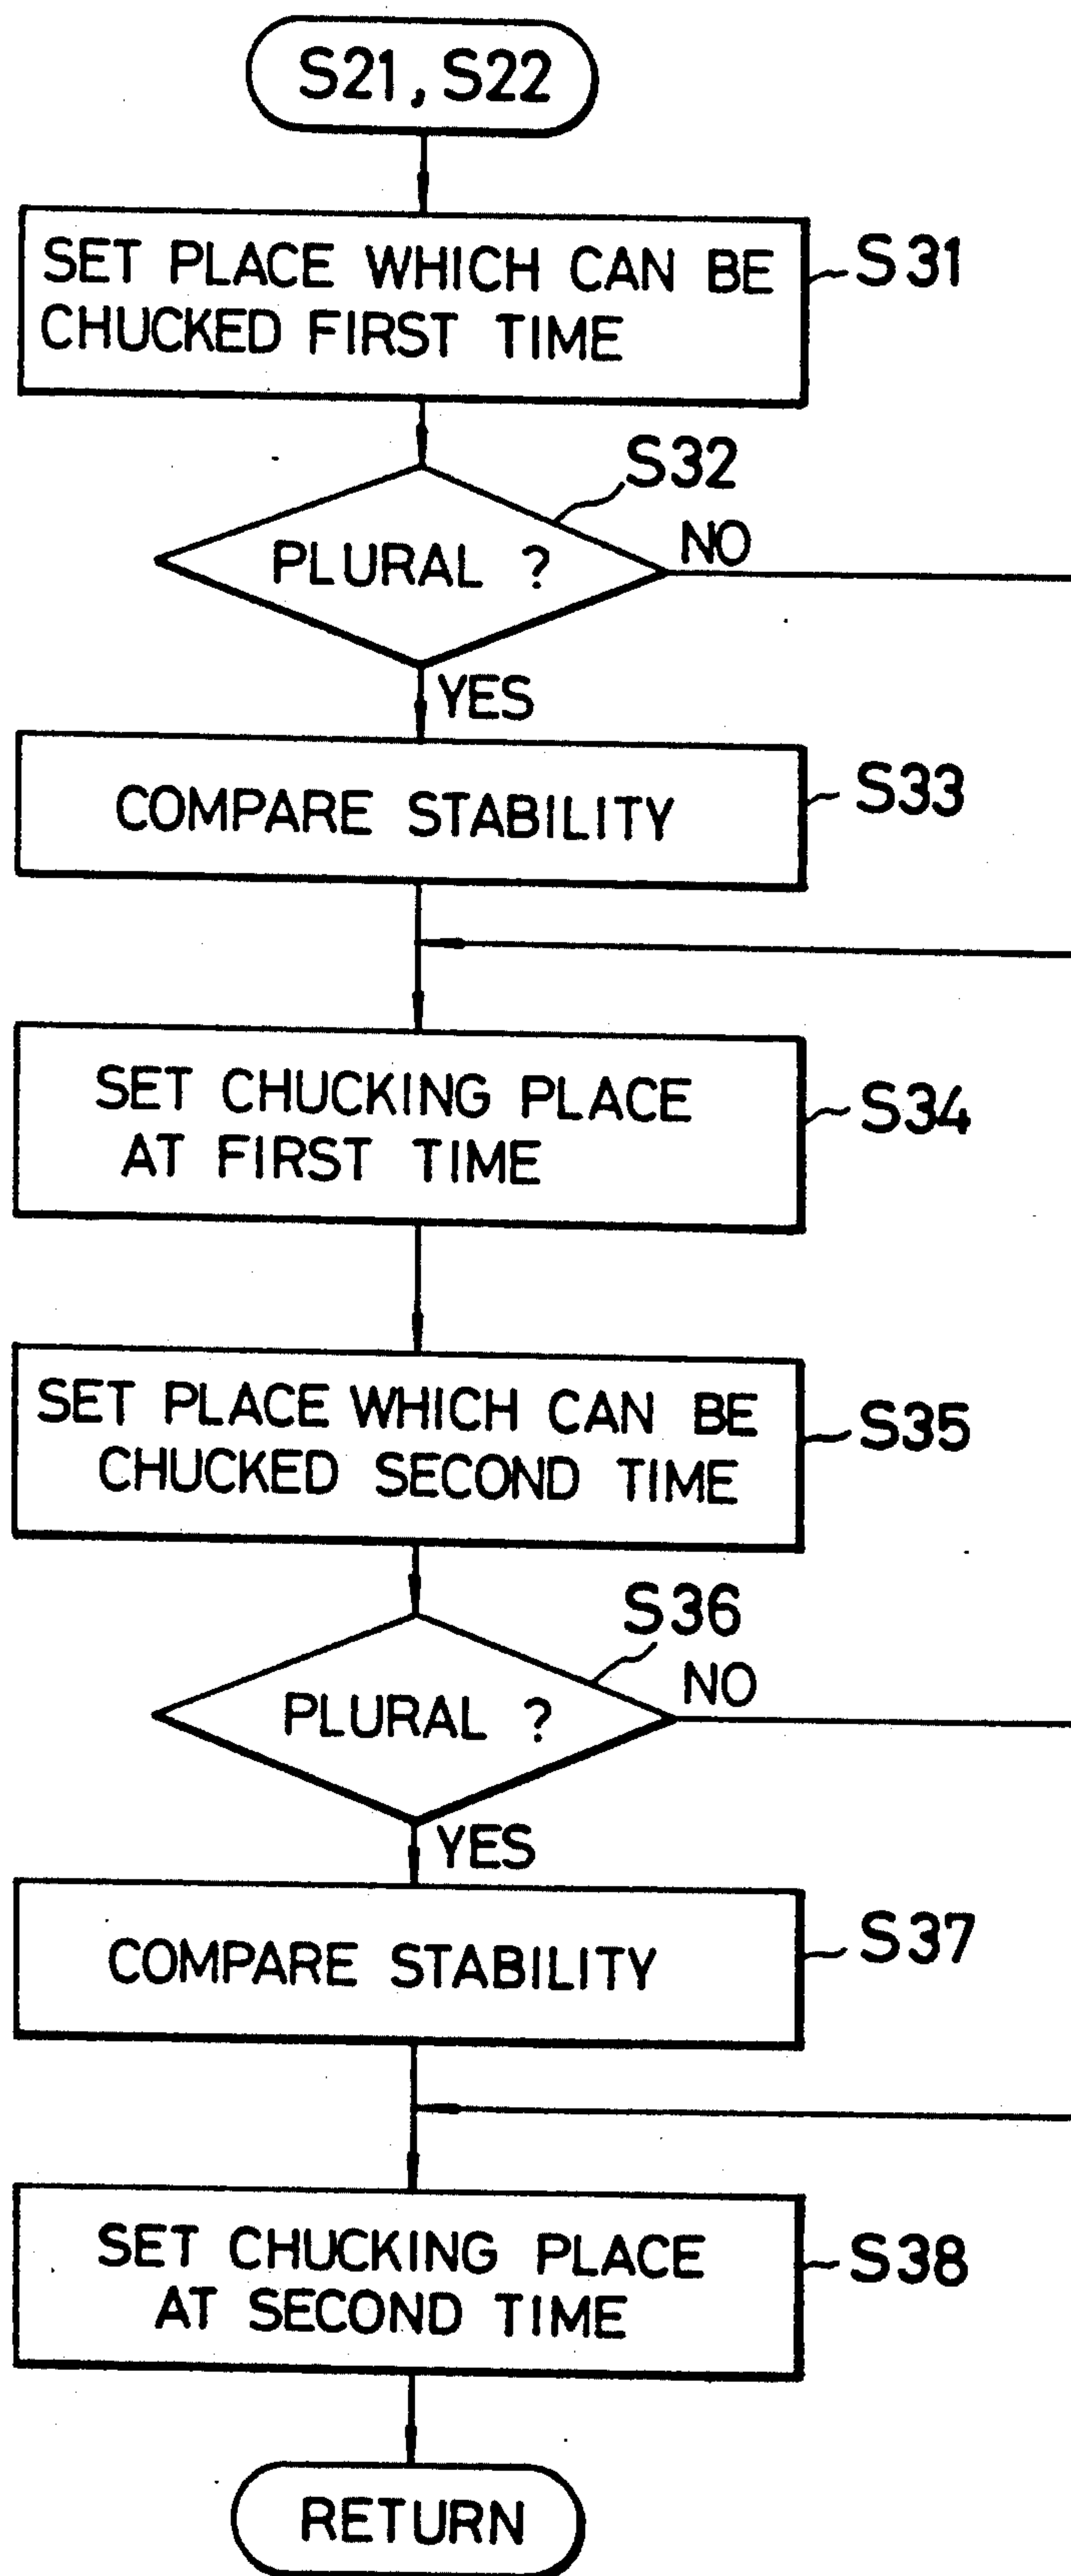 S21, S22
SET PLACE WHICH CAN BE
CHUCKED FIRST TIME
S31
S32
PLURAL ?
NO
YES
COMPARE STABILITY
S33
SET CHUCKING PLACE
AT FIRST TIME
S34
SET PLACE WHICH CAN BE
CHUCKED SECOND TIME
S35
S36
PLURAL ?
NO
YES
COMPARE STABILITY
S37
SET CHUCKING PLACE
AT SECOND TIME
S38
RETURN